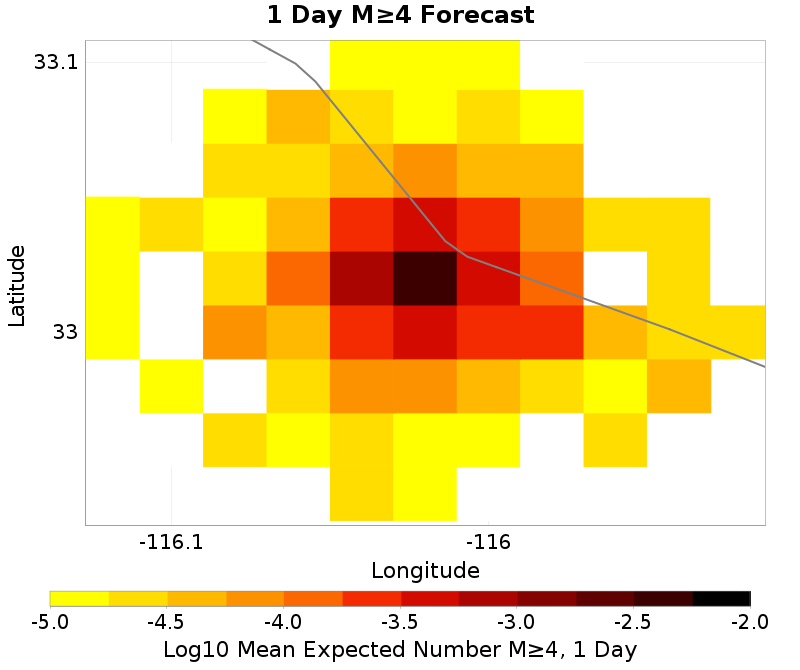 1 Day M≥4 Forecast
33.1
33
Latitude
-116.1 -116
Longitude
-5.0 -4.5 -4.0 -3.5 -3.0 -2.5 -2.0
Log10 Mean Expected Number M≥4, 1 Day